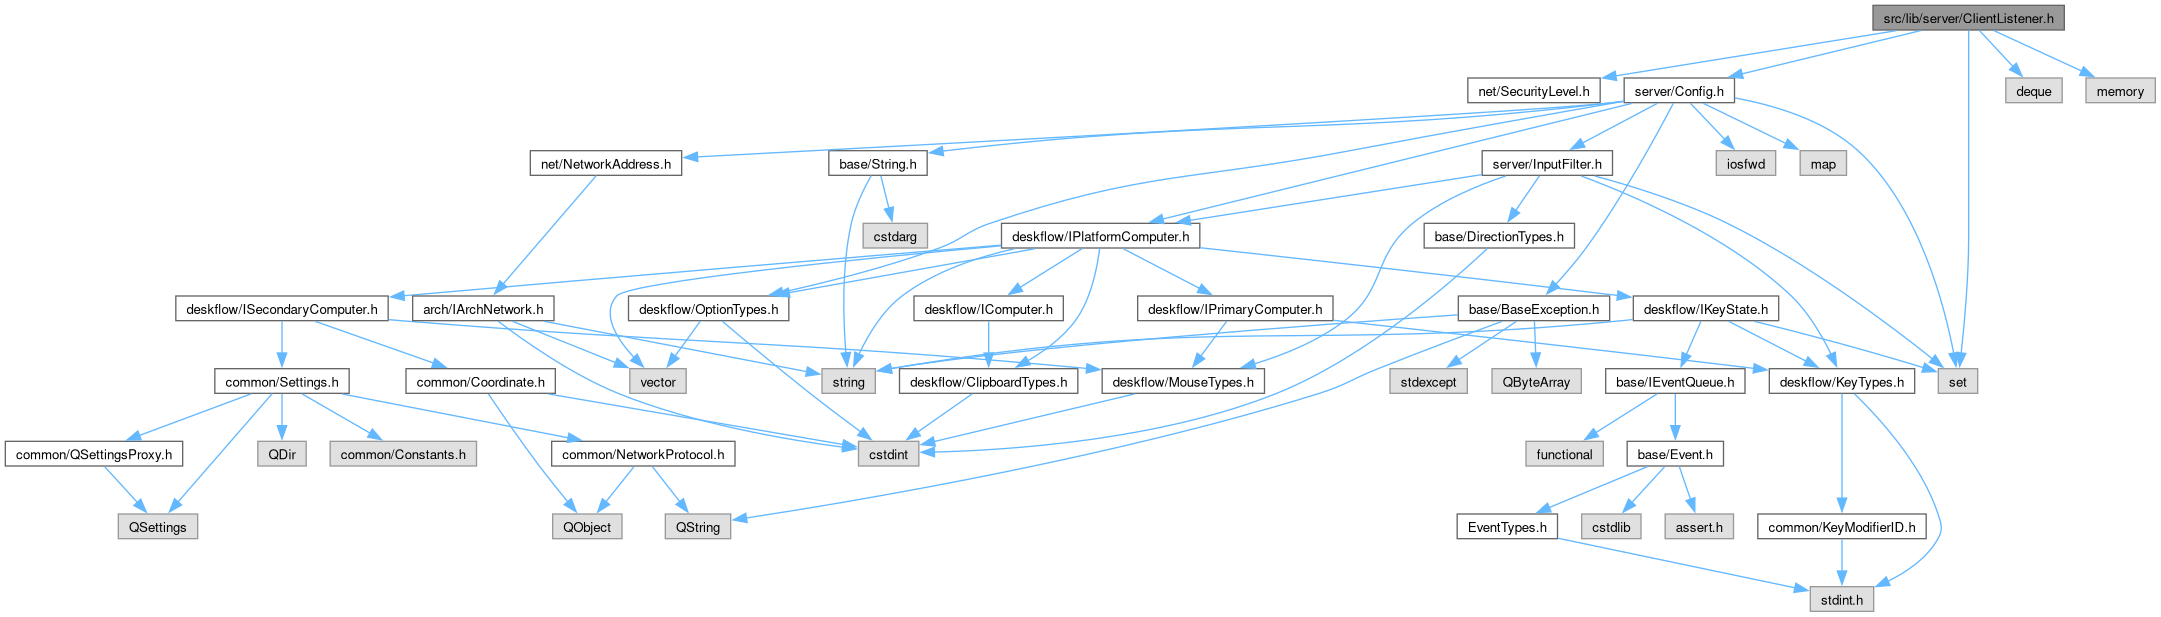 src/lib/server/ClientListener.h
net/SecurityLevel.h
server/Config.h
deque
memory
net/NetworkAddress.h
base/String.h
server/InputFilter.h
iosfwd
map
cstdarg
deskflow/IPlatformComputer.h
base/DirectionTypes.h
deskflow/ISecondaryComputer.h
arch/IArchNetwork.h
deskflow/OptionTypes.h
deskflow/IComputer.h
deskflow/IPrimaryComputer.h
base/BaseException.h
deskflow/IKeyState.h
common/Settings.h
common/Coordinate.h
vector
string
deskflow/ClipboardTypes.h
deskflow/MouseTypes.h
stdexcept
QByteArray
base/IEventQueue.h
deskflow/KeyTypes.h
set
common/QSettingsProxy.h
QDir
common/Constants.h
common/NetworkProtocol.h
cstdint
functional
base/Event.h
QSettings
QObject
QString
EventTypes.h
cstdlib
assert.h
common/KeyModifierID.h
stdint.h